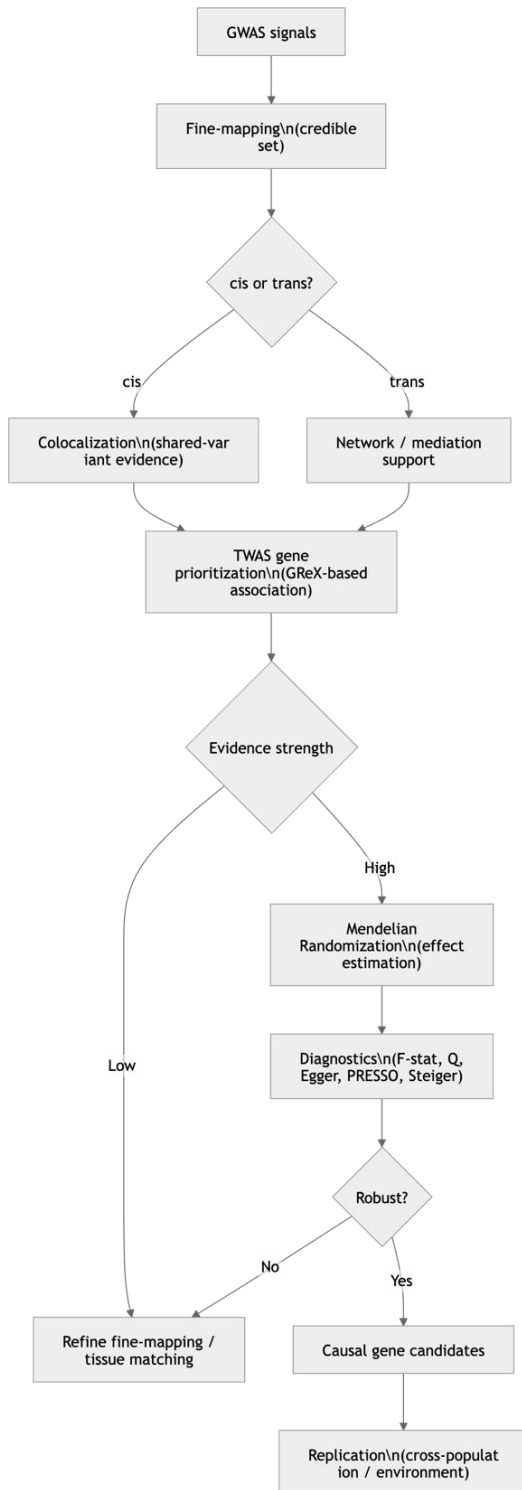 GWAS signals
Fine-mapping\n(credible
set)
cis or trans?
cis
trans
Colocalization\n(shared-var
iant evidence)
Network / mediation
support
TWAS gene
prioritization\n(GReX-based
association)
Evidence strength
High
Mendelian
Randomization\n(effect
estimation)
Low
Diagnostics\n(F-stat, Q,
Egger, PRESSO, Steiger)
Robust?
No
Yes
Refine fine-mapping /
tissue matching
Causal gene candidates
Replication\n(cross-populat
ion / environment)